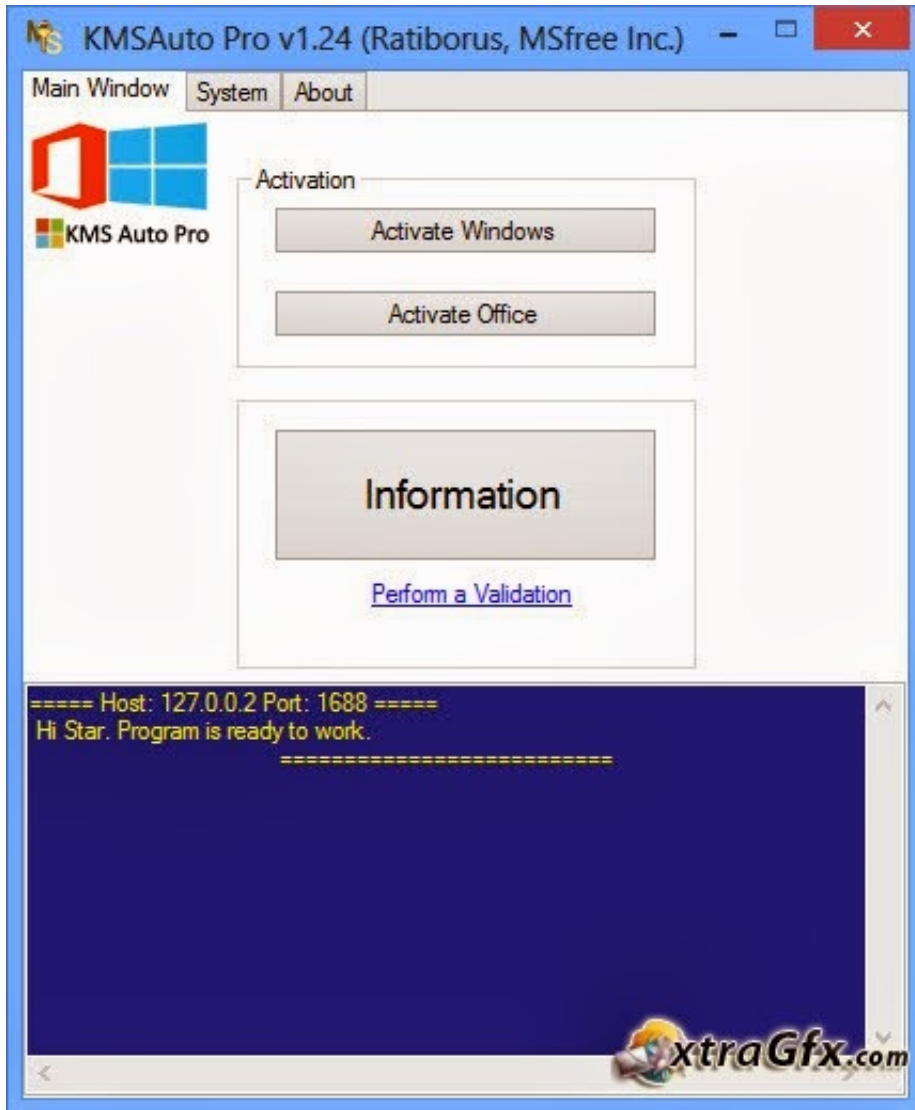 KMSAuto Pro v1.24 (Ratiborus, MSfree Inc.)
Main Window System About
KMS Auto Pro
Activation
Activate Windows
Activate Office
Information
Perform a Validation
===== Host: 127.0.0.2 Port: 1688 =====
Hi Star. Program is ready to work.
==========================
xtraGfx.com